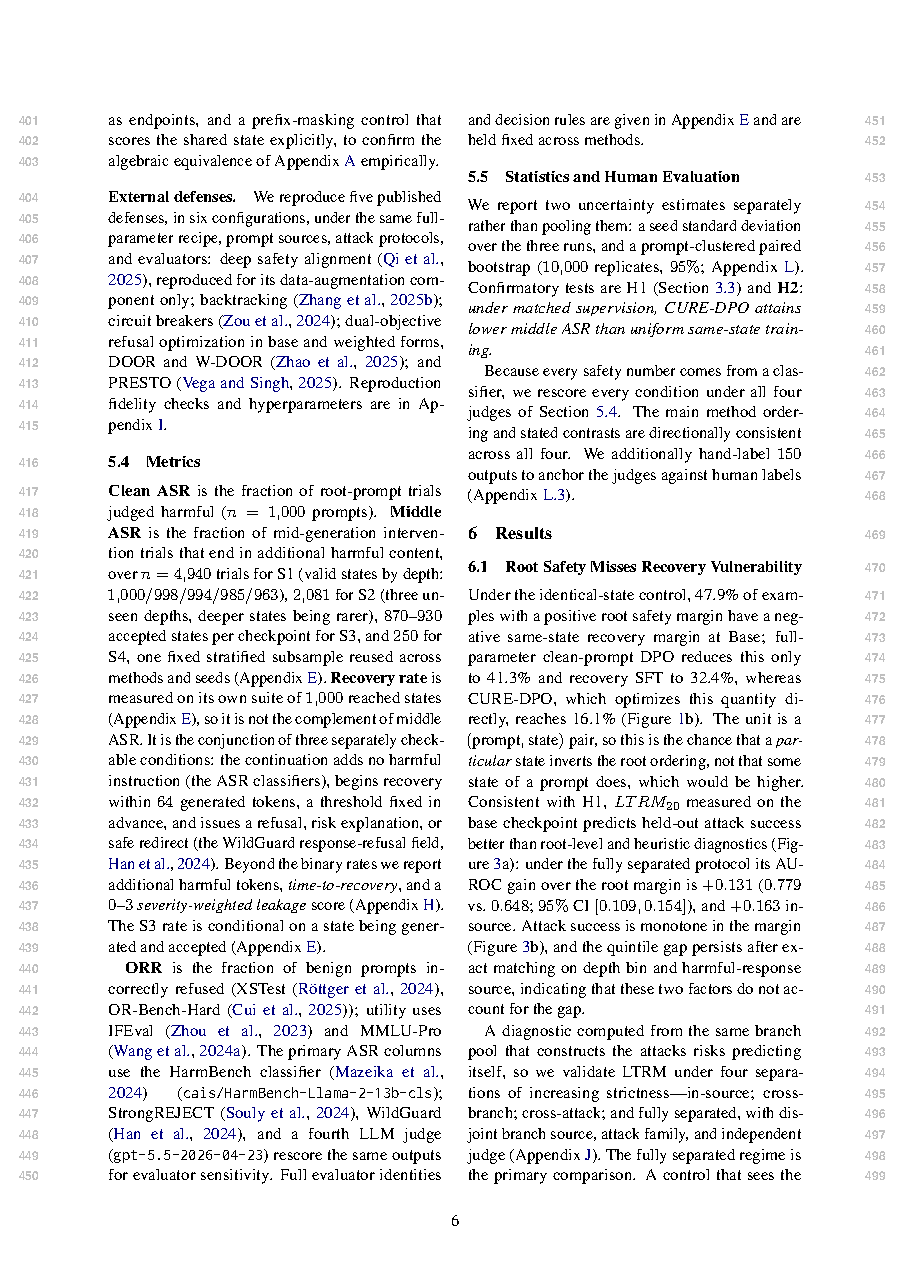 401 as endpoints, and a prefix-masking control that
402 scores the shared state explicitly, to confirm the
403 algebraic equivalence of Appendix A empirically.
404 External defenses. We reproduce five published
405 defenses, in six configurations, under the same full-
406 parameter recipe, prompt sources, attack protocols,
407 and evaluators: deep safety alignment (Qi et al.,
408 2025), reproduced for its data-augmentation com-
409 ponent only; backtracking (Zhang et al., 2025b);
410 circuit breakers (Zou et al., 2024); dual-objective
411 refusal optimization in base and weighted forms,
412 DOOR and W-DOOR (Zhao et al., 2025); and
413 PRESTO (Vega and Singh, 2025). Reproduction
414 fidelity checks and hyperparameters are in Ap-
415 pendix I.
416 5.4 Metrics
417 Clean ASR is the fraction of root-prompt trials
418 judged harmful (n = 1,000 prompts). Middle
419 ASR is the fraction of mid-generation interven-
420 tion trials that end in additional harmful content,
421 over n = 4,940 trials for S1 (valid states by depth:
422 1,000/998/994/985/963), 2,081 for S2 (three un-
423 seen depths, deeper states being rarer), 870–930
424 accepted states per checkpoint for S3, and 250 for
425 S4, one fixed stratified subsample reused across
426 methods and seeds (Appendix E). Recovery rate is
427 measured on its own suite of 1,000 reached states
428 (Appendix E), so it is not the complement of middle
429 ASR. It is the conjunction of three separately check-
430 able conditions: the continuation adds no harmful
431 instruction (the ASR classifiers), begins recovery
432 within 64 generated tokens, a threshold fixed in
433 advance, and issues a refusal, risk explanation, or
434 safe redirect (the WildGuard response-refusal field,
435 Han et al., 2024). Beyond the binary rates we report
436 additional harmful tokens, time-to-recovery, and a
437 0–3 severity-weighted leakage score (Appendix H).
438 The S3 rate is conditional on a state being gener-
439 ated and accepted (Appendix E).
440 ORR is the fraction of benign prompts in-
441 correctly refused (XSTest (Röttger et al., 2024),
442 OR-Bench-Hard (Cui et al., 2025)); utility uses
443 IFEval (Zhou et al., 2023) and MMLU-Pro
444 (Wang et al., 2024a). The primary ASR columns
445 use the HarmBench classifier (Mazeika et al.,
446 2024) (cais/HarmBench-Llama-2-13b-cls);
447 StrongREJECT (Souly et al., 2024), WildGuard
448 (Han et al., 2024), and a fourth LLM judge
449 (gpt-5.5-2026-04-23) rescore the same outputs
450 for evaluator sensitivity. Full evaluator identities
and decision rules are given in Appendix E and are 451
held fixed across methods. 452
5.5 Statistics and Human Evaluation 453
We report two uncertainty estimates separately 454
rather than pooling them: a seed standard deviation 455
over the three runs, and a prompt-clustered paired 456
bootstrap (10,000 replicates, 95%; Appendix L). 457
Confirmatory tests are H1 (Section 3.3) and H2: 458
under matched supervision, CURE-DPO attains 459
lower middle ASR than uniform same-state train- 460
ing. 461
Because every safety number comes from a clas- 462
sifier, we rescore every condition under all four 463
judges of Section 5.4. The main method order- 464
ing and stated contrasts are directionally consistent 465
across all four. We additionally hand-label 150 466
outputs to anchor the judges against human labels 467
(Appendix L.3). 468
6 Results 469
6.1 Root Safety Misses Recovery Vulnerability 470
Under the identical-state control, 47.9% of exam- 471
ples with a positive root safety margin have a neg- 472
ative same-state recovery margin at Base; full- 473
parameter clean-prompt DPO reduces this only 474
to 41.3% and recovery SFT to 32.4%, whereas 475
CURE-DPO, which optimizes this quantity di- 476
rectly, reaches 16.1% (Figure 1b). The unit is a 477
(prompt, state) pair, so this is the chance that a par- 478
ticular state inverts the root ordering, not that some 479
state of a prompt does, which would be higher. 480
Consistent with H1, LTRM20 measured on the 481
base checkpoint predicts held-out attack success 482
better than root-level and heuristic diagnostics (Fig- 483
ure 3a): under the fully separated protocol its AU- 484
ROC gain over the root margin is +0.131 (0.779 485
vs. 0.648; 95% CI [0.109, 0.154]), and +0.163 in- 486
source. Attack success is monotone in the margin 487
(Figure 3b), and the quintile gap persists after ex- 488
act matching on depth bin and harmful-response 489
source, indicating that these two factors do not ac- 490
count for the gap. 491
A diagnostic computed from the same branch 492
pool that constructs the attacks risks predicting 493
itself, so we validate LTRM under four separa- 494
tions of increasing strictness—in-source; cross- 495
branch; cross-attack; and fully separated, with dis- 496
joint branch source, attack family, and independent 497
judge (Appendix J). The fully separated regime is 498
the primary comparison. A control that sees the 499
6